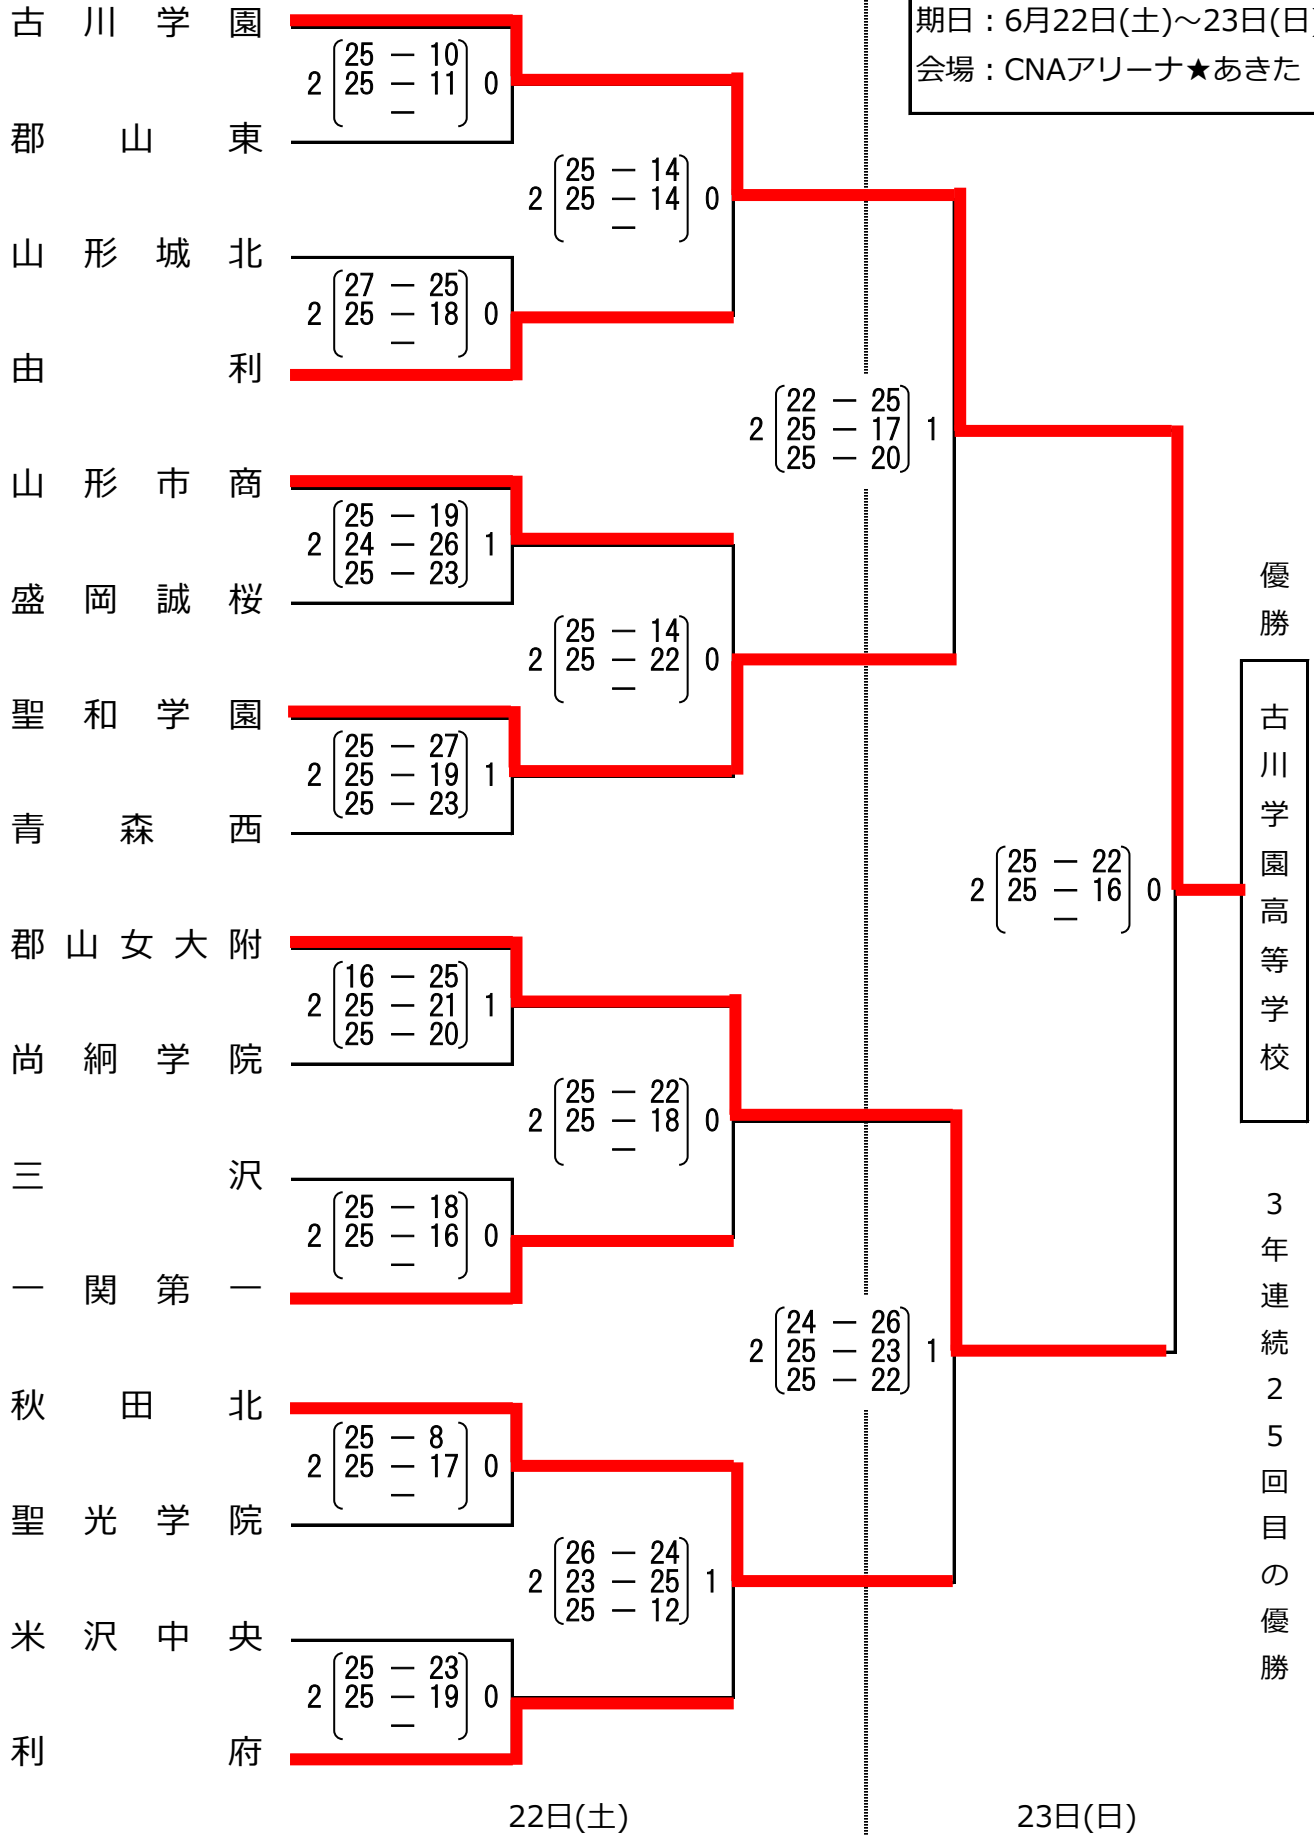 期日：6月22日(土)～23日(日)
会場：CNAアリーナ★あきた
古川学園
2 25 － 10 0
25 － 11
－
郡山東
2 25 － 14 0
25 － 14
－
山形城北
2 27 － 25 0
25 － 18
－
由利
2 22 － 25 1
25 － 17
25 － 20
山形市商
2 25 － 19 1
24 － 26
25 － 23
盛岡誠桜
2 25 － 14 0
25 － 22
－
聖和学園
2 25 － 27 1
25 － 19
25 － 23
青森西
2 25 － 22 0
25 － 16
－
郡山女大附
2 16 － 25 1
25 － 21
25 － 20
尚絅学院
2 25 － 22 0
25 － 18
－
三沢
2 25 － 18 0
25 － 16
－
一関第一
2 24 － 26 1
25 － 23
25 － 22
秋田北
2 25 － 8 0
25 － 17
－
聖光学院
2 26 － 24 1
23 － 25
25 － 12
米沢中央
2 25 － 23 0
25 － 19
－
利府
優勝
古川学園高等学校
3年連続25回目の優勝
22日(土)
23日(日)